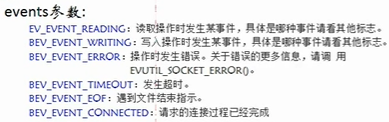 events参数:
EV_EVENT_READING：读取操作时发生某事件，具体是哪种事件请看其他标志。
BEV_EVENT_WRITING：写入操作时发生某事件，具体是哪种事件请看其他标志。
BEV_EVENT_ERROR：操作时发生错误。关于错误的更多信息，请调 用
EVUTIL_SOCKET_ERROR()。
BEV_EVENT_TIMEOUT：发生超时。
BEV_EVENT_EOF：遇到文件结束指示。
BEV_EVENT_CONNECTED：请求的连接过程已经完成